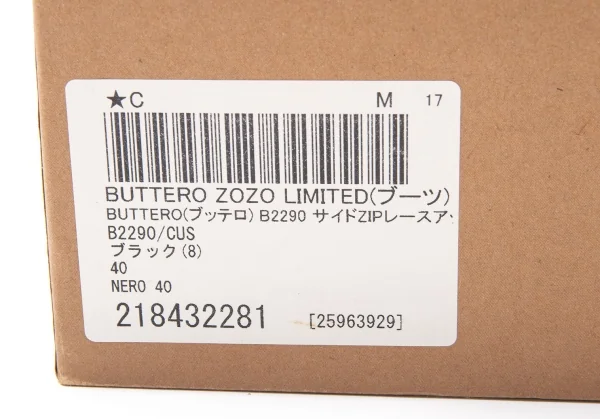 ★C M 17
BUTTERO ZOZO LIMITED(ブーツ)
BUTTERO(ブッテロ) B2290 サイドZIPレースア
B2290/CUS
ブラック(8)
40
NERO 40
218432281 [25963929]